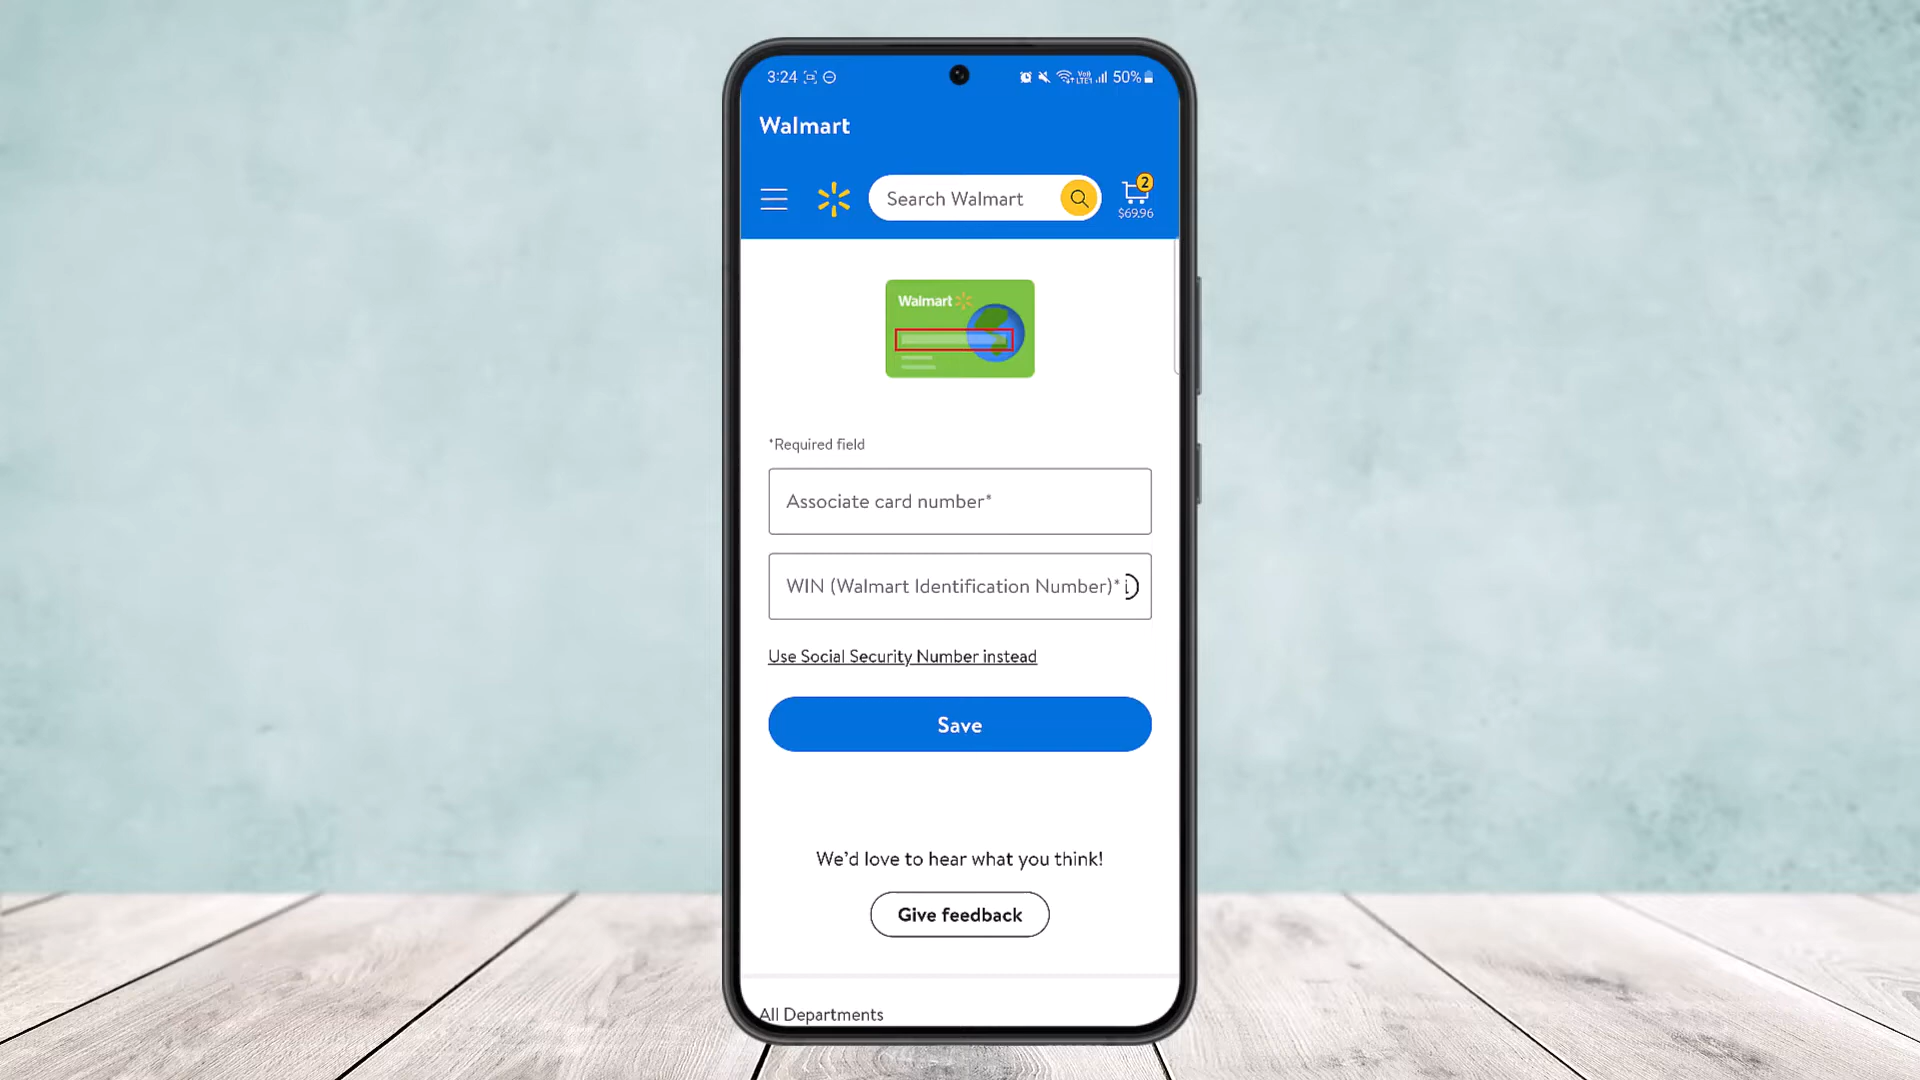 3:24 50%
Walmart
Search Walmart
2
$69.96
Walmart
*Required field
Associate card number*
WIN (Walmart Identification Number)* i
Use Social Security Number instead
Save
We'd love to hear what you think!
Give feedback
All Departments